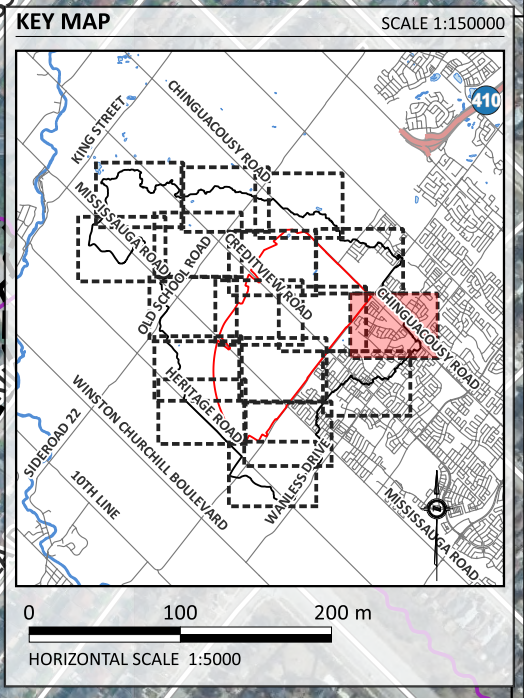 KEY MAP
SCALE 1:150000
410
KING STREET
CHINGUACOUSY ROAD
MISSISSAUGA ROAD
OLD SCHOOL ROAD
CREDITVIEW ROAD
CHINGUACOUSY ROAD
HERITAGE ROAD
WINSTON CHURCHILL BOULEVARD
SIDEROAD 22
10TH LINE
WANLESS DRIVE
MISSISSAUGA ROAD
0 100 200 m
HORIZONTAL SCALE 1:5000